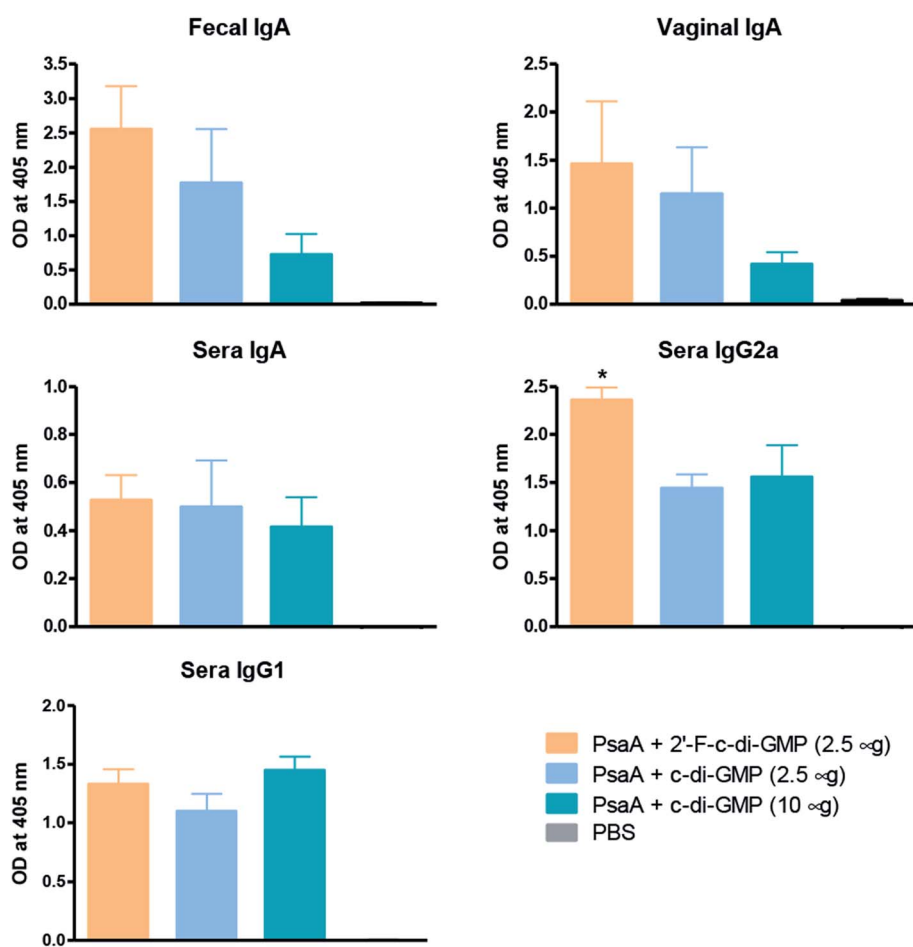 Fecal IgA
3.5
3.0
2.5
2.0
1.5
1.0
0.5
0.0
OD at 405 nm
Vaginal IgA
2.5
2.0
1.5
1.0
0.5
0.0
OD at 405 nm
Sera IgA
1.0
0.8
0.6
0.4
0.2
0.0
OD at 405 nm
Sera IgG2a
2.5
2.0
1.5
1.0
0.5
0.0
OD at 405 nm
*
Sera IgG1
2.0
1.5
1.0
0.5
0.0
OD at 405 nm
PsaA + 2'-F-c-di-GMP (2.5 ∝g)
PsaA + c-di-GMP (2.5 ∝g)
PsaA + c-di-GMP (10 ∝g)
PBS